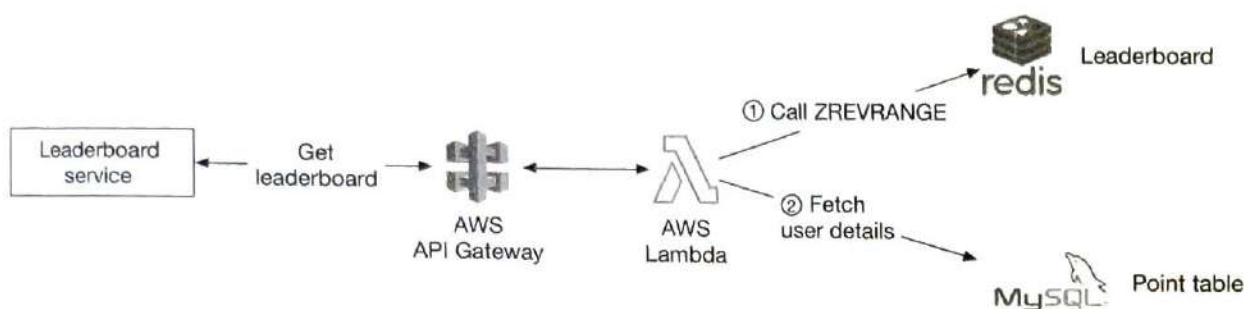 redis
Leaderboard
① Call ZREVRANGE
Leaderboard
service
Get
leaderboard
AWS
API Gateway
AWS
Lambda
② Fetch
user details
MySQL
Point table